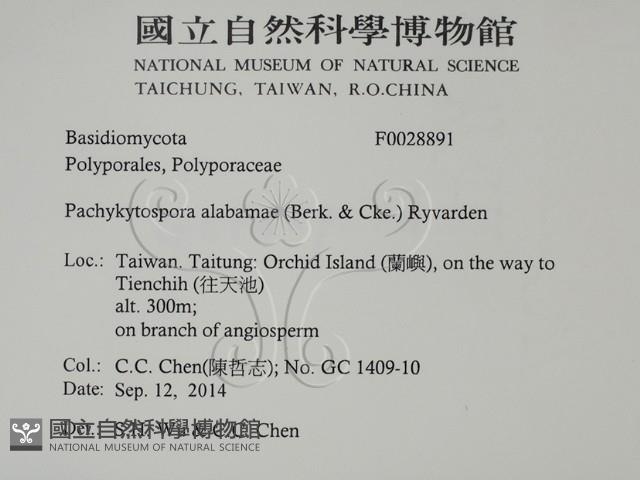 國立自然科學博物館
NATIONAL MUSEUM OF NATURAL SCIENCE
TAICHUNG, TAIWAN, R.O.CHINA
Basidiomycota F0028891
Polyporales, Polyporaceae
Pachykytospora alabamae (Berk. & Cke.) Ryvarden
Loc.: Taiwan. Taitung: Orchid Island (蘭嶼), on the way to
Tienchih (往天池)
alt. 300m;
on branch of angiosperm
Col.: C.C. Chen(陳哲志); No. GC 1409-10
Date: Sep. 12, 2014
Det.: Chen
國立自然科學博物館
NATIONAL MUSEUM OF NATURAL SCIENCE